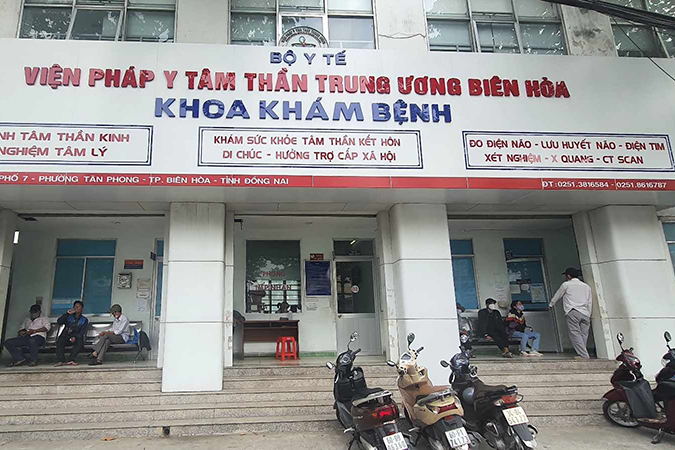 BỘ Y TẾ
VIỆN PHÁP Y TÂM THẦN TRUNG ƯƠNG BIÊN HÒA
KHOA KHÁM BỆNH
NH TÂM THẦN KINH
NGHIỆM TÂM LÝ
KHÁM SỨC KHỎE TÂM THẦN KẾT HÔN
DI CHÚC - HƯỞNG TRỢ CẤP XÃ HỘI
ĐO ĐIỆN NÃO - LƯU HUYẾT NÃO - ĐIỆN TIM
XÉT NGHIỆM - X QUANG - CT SCAN
PHỐ 7 - PHƯỜNG TÂN PHONG - TP. BIÊN HÒA - TỈNH ĐỒNG NAI
ĐT: 0251.3816584 - 0251.8616787
PHÒNG